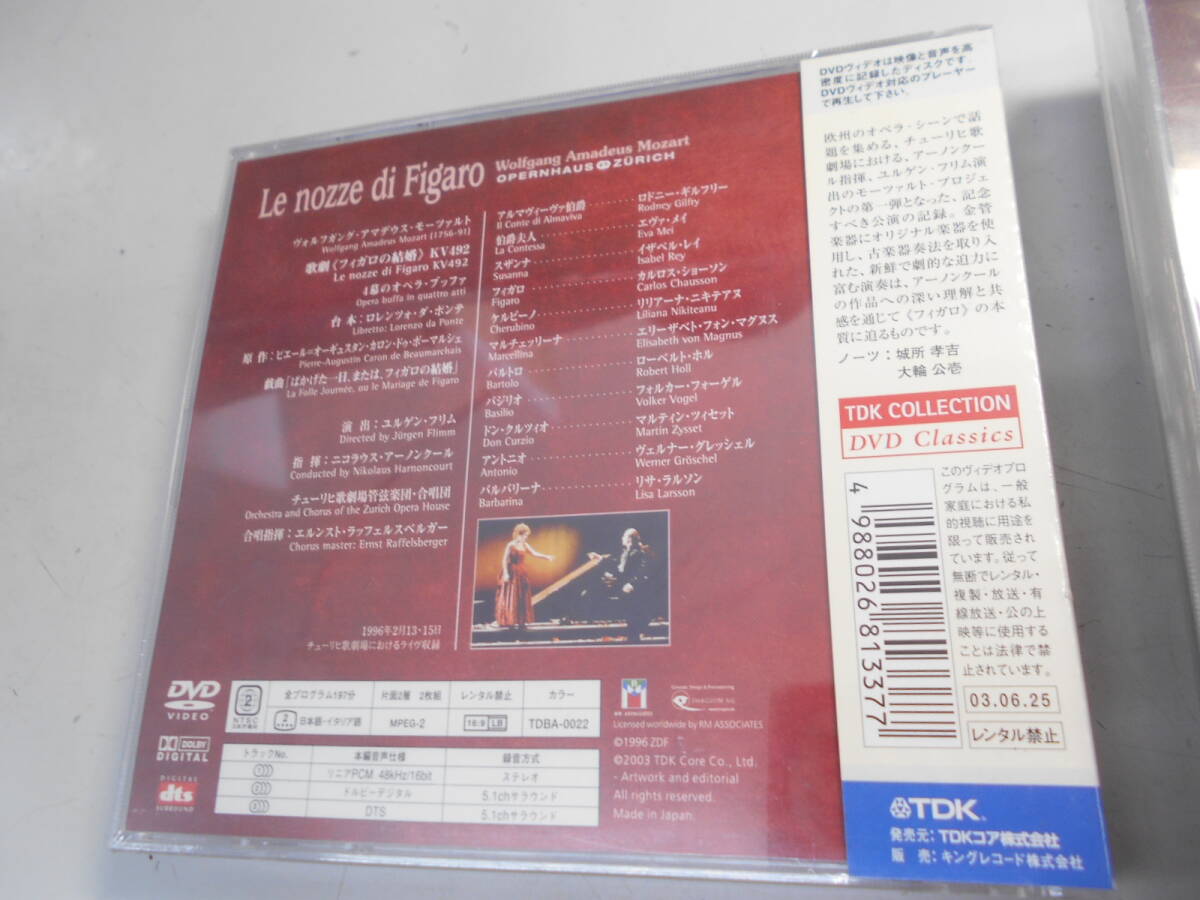 Le nozze di Figaro
Wolfgang Amadeus Mozart
OPERNHAUS ZÜRICH
ヴォルフガング・アマデウス・モーツァルト
Wolfgang Amadeus Mozart (1756-91)
歌劇《フィガロの結婚》KV492
Le nozze di Figaro KV492
4幕のオペラ・ブッファ
Opera buffa in quattro atti
台本：ロレンツォ・ダ・ポンテ
Libretto: Lorenzo da Ponte
原作：ピエール=オーギュスタン・カロン・ドゥ・ボーマルシェ
Pierre-Augustin Caron de Beaumarchais
戯曲「ばかげた一日、または、フィガロの結婚」
La Folle Journée, ou le Mariage de Figaro
演出：ユルゲン・フリム
Directed by Jürgen Flimm
指揮：ニコラウス・アーノンクール
Conducted by Nikolaus Harnoncourt
チューリヒ歌劇場管弦楽団・合唱団
Orchestra and Chorus of the Zurich Opera House
合唱指揮：エルンスト・ラッフェルスベルガー
Chorus master: Ernst Raffelsberger
1996年2月13・15日
チューリヒ歌劇場におけるライヴ収録
アルマヴィーヴァ伯爵 ロドニー・ギルフリー
Il Conte di Almaviva Rodney Gilfry
伯爵夫人 エヴァ・メイ
La Contessa Eva Mei
スザンナ イザベル・レイ
Susanna Isabel Rey
フィガロ カルロス・ショーソン
Figaro Carlos Chausson
ケルビーノ リリアーナ・ニキテアヌ
Cherubino Liliana Nikiteanu
マルチェッリーナ エリーザベト・フォン・マグヌス
Marcellina Elisabeth von Magnus
バルトロ ローベルト・ホル
Bartolo Robert Holl
バジリオ フォルカー・フォーゲル
Basilio Volker Vogel
ドン・クルツィオ マルティン・ツィセット
Don Curzio Martin Zysset
アントニオ ヴェルナー・グレッシェル
Antonio Werner Gröschel
バルバリーナ リサ・ラルソン
Barbarina Lisa Larsson
DVD
VIDEO
DOLBY
DIGITAL
DIGITAL
dts
SURROUND
2
NTSC
全プログラム197分
片面2層 2枚組
レンタル禁止
カラー
2
日本語・イタリア語
MPEG-2
16:9 LB
TDBA-0022
トラックNo. 本編音声仕様 録音方式
リニアPCM 48kHz/16bit ステレオ
ドルビーデジタル 5.1chサラウンド
DTS 5.1chサラウンド
RM ASSOCIATES
Licensed worldwide by RM ASSOCIATES
©1996 ZDF
©2003 TDK Core Co., Ltd.
- Artwork and editorial
All rights reserved.
Made in Japan.
DVDヴィデオは映像と音声を高
密度に記録したディスクです。
DVDヴィデオ対応のプレーヤー
で再生して下さい。
欧州のオペラ・シーンで話
題を集める、チューリヒ歌
劇場における、アーノンクー
ル指揮、ユルゲン・フリム演
出のモーツァルト・プロジェ
クトの第一弾となった、記念
すべき公演の記録。金管
楽器にオリジナル楽器を使
用し、古楽器奏法を取り入
れた、新鮮で劇的な迫力に
富む演奏は、アーノンクール
の作品への深い理解と共
感を通じて《フィガロ》の本
質に迫るものです。
ノーツ：城所 孝吉
大輪 公壱
TDK COLLECTION
DVD Classics
4 988026 813377
このヴィデオプロ
グラムは、一般
家庭における私
的視聴に用途を
限って販売され
ています。従って
無断でレンタル・
複製・放送・有
線放送・公の上
映等に使用する
ことは法律で禁
止されています。
03.06.25
レンタル禁止
TDK
発売元：TDKコア株式会社
販 売：キングレコード株式会社